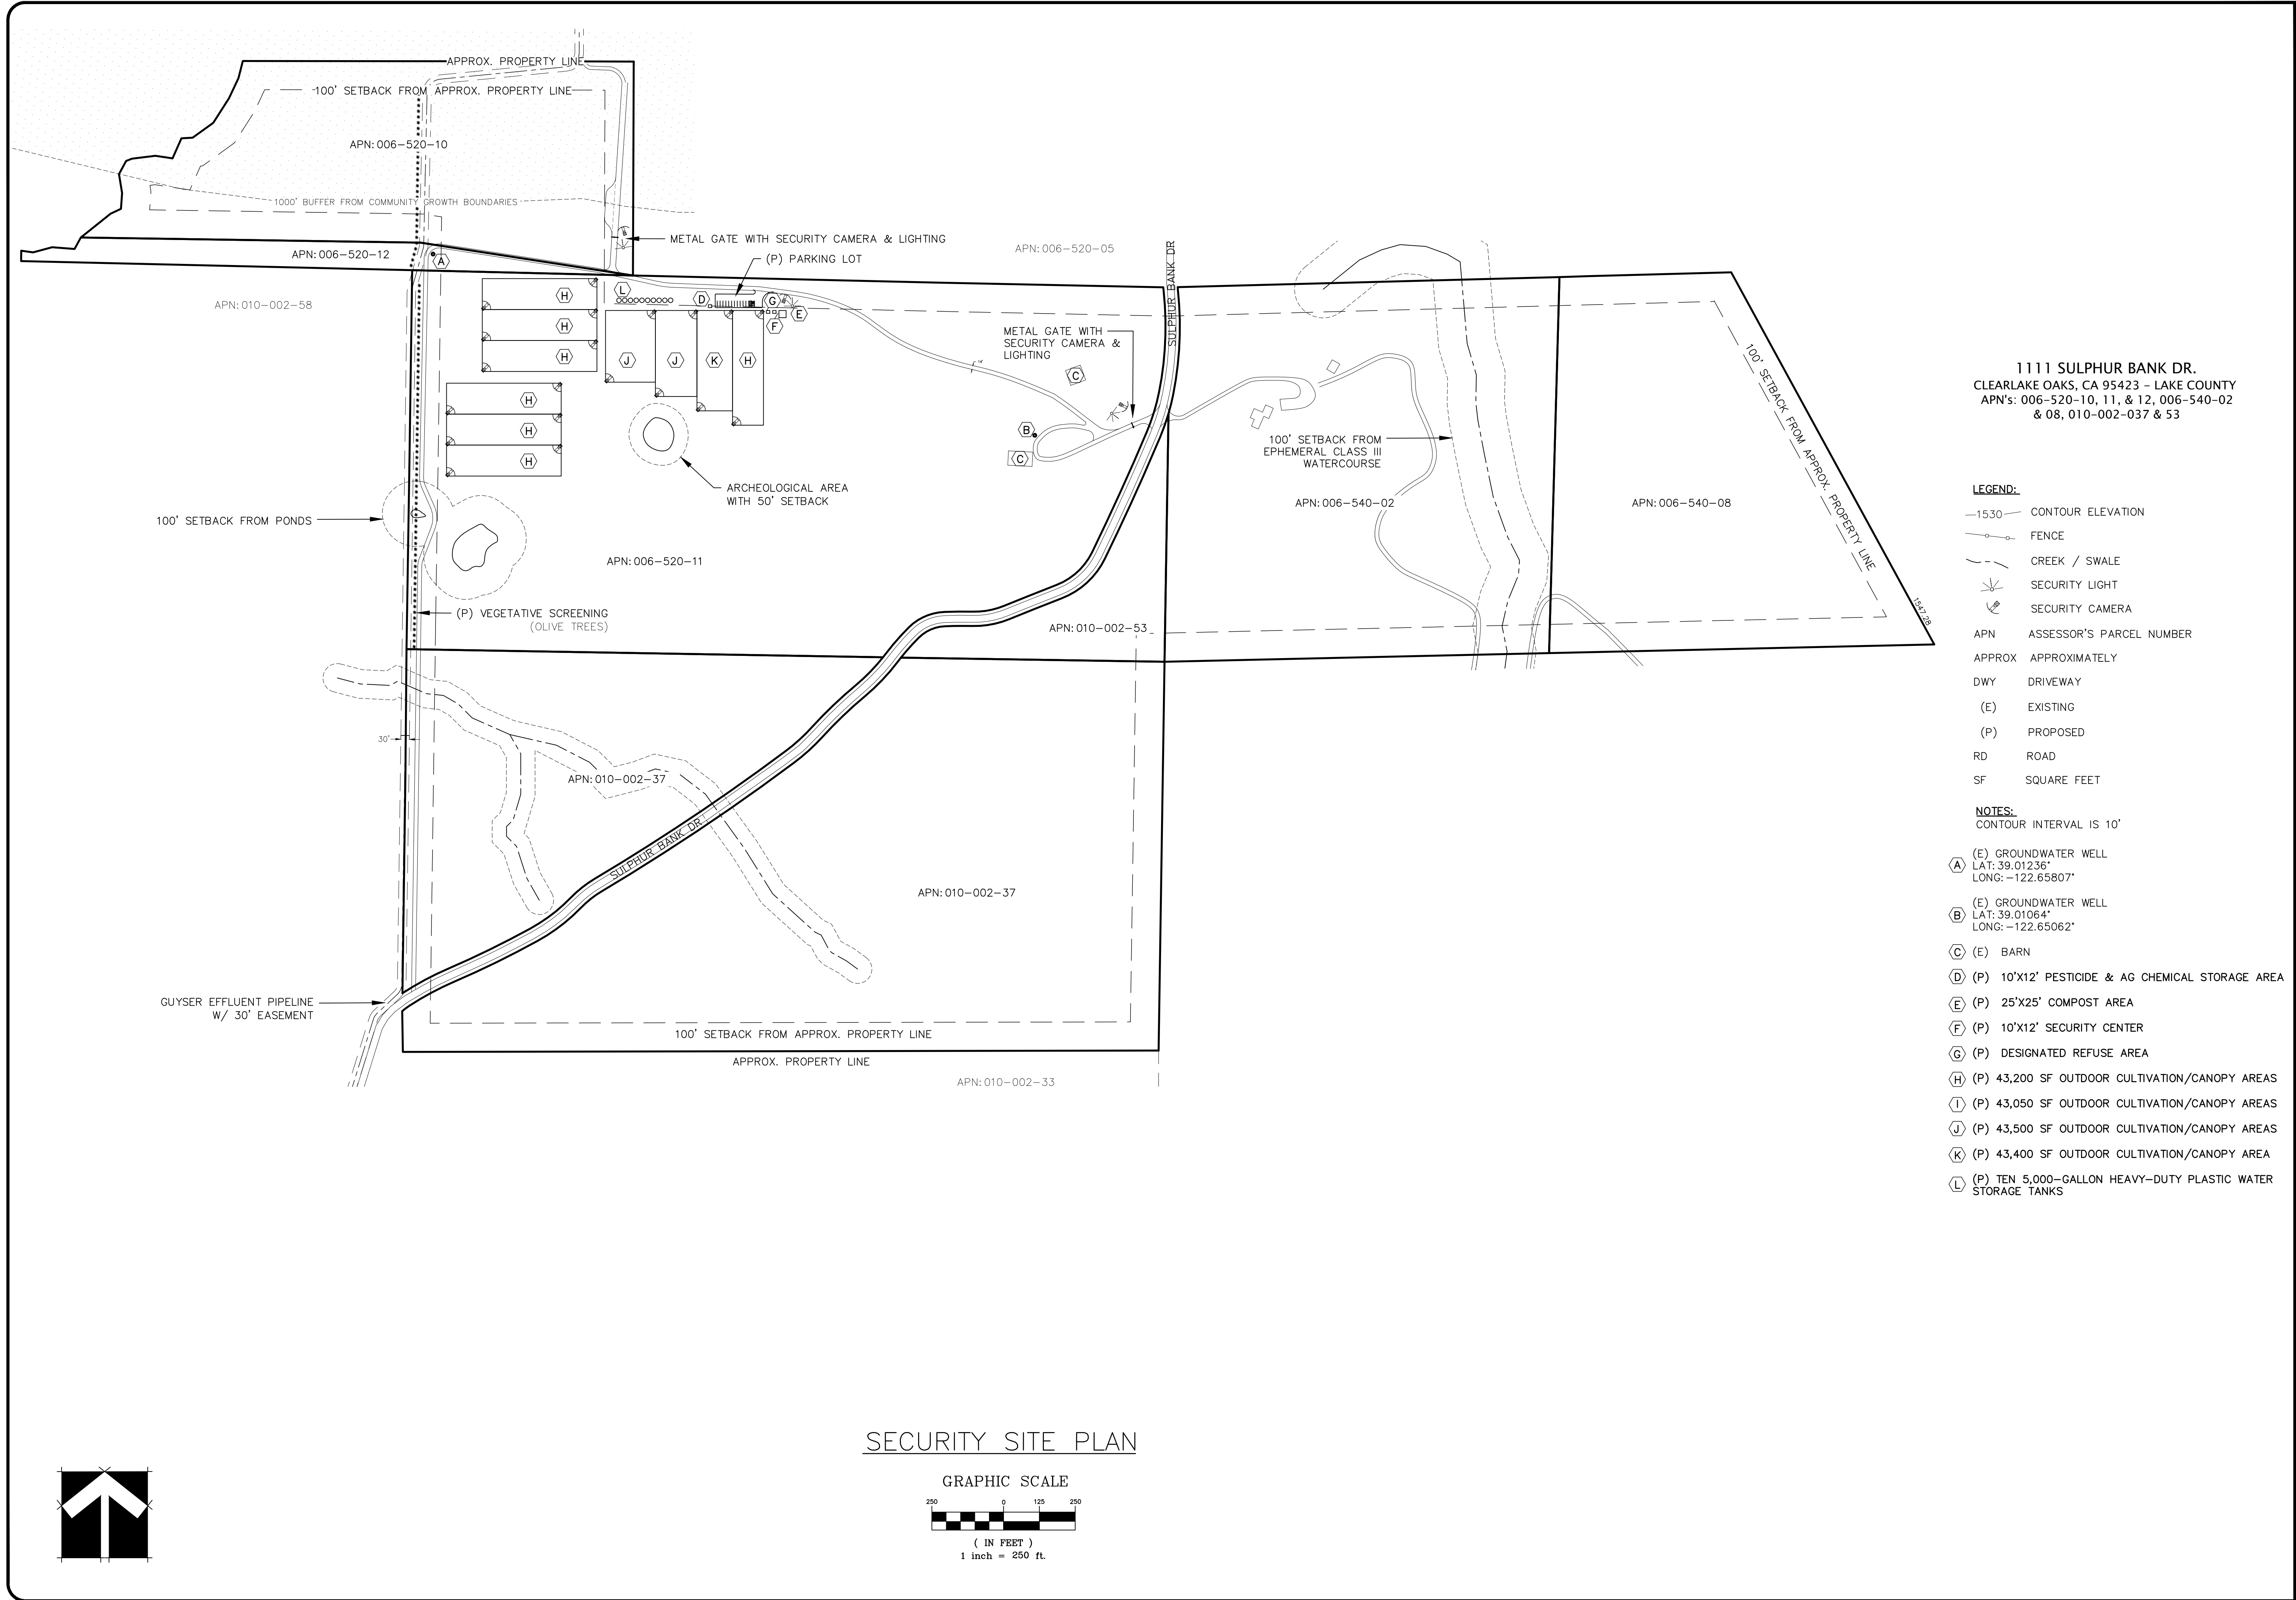 APPROX. PROPERTY LINE
100' SETBACK FROM APPROX. PROPERTY LINE
APN: 006-520-10
1000' BUFFER FROM COMMUNITY GROWTH BOUNDARIES
METAL GATE WITH SECURITY CAMERA & LIGHTING
(P) PARKING LOT
APN: 006-520-05
SULPHUR BANK DR
APN: 006-520-12
A
APN: 010-002-58
H
H
H
L
D
G
E
F
J
J
K
H
H
H
H
METAL GATE WITH
SECURITY CAMERA &
LIGHTING
C
B
C
100' SETBACK FROM
EPHEMERAL CLASS III
WATERCOURSE
ARCHEOLOGICAL AREA
WITH 50' SETBACK
100' SETBACK FROM PONDS
APN: 006-520-11
APN: 006-540-02
APN: 006-540-08
100' SETBACK FROM APPROX. PROPERTY LINE
1547.28
(P) VEGETATIVE SCREENING
(OLIVE TREES)
APN: 010-002-53
30'
APN: 010-002-37
SULPHUR BANK DR
APN: 010-002-37
GUYSER EFFLUENT PIPELINE
W/ 30' EASEMENT
100' SETBACK FROM APPROX. PROPERTY LINE
APPROX. PROPERTY LINE
APN: 010-002-33
1111 SULPHUR BANK DR.
CLEARLAKE OAKS, CA 95423 - LAKE COUNTY
APN's: 006-520-10, 11, & 12, 006-540-02
& 08, 010-002-037 & 53
LEGEND:
1530 CONTOUR ELEVATION
FENCE
CREEK / SWALE
SECURITY LIGHT
SECURITY CAMERA
APN ASSESSOR'S PARCEL NUMBER
APPROX APPROXIMATELY
DWY DRIVEWAY
(E) EXISTING
(P) PROPOSED
RD ROAD
SF SQUARE FEET
NOTES:
CONTOUR INTERVAL IS 10'
A (E) GROUNDWATER WELL
LAT: 39.01236°
LONG: -122.65807°
B (E) GROUNDWATER WELL
LAT: 39.01064°
LONG: -122.65062°
C (E) BARN
D (P) 10'X12' PESTICIDE & AG CHEMICAL STORAGE AREA
E (P) 25'X25' COMPOST AREA
F (P) 10'X12' SECURITY CENTER
G (P) DESIGNATED REFUSE AREA
H (P) 43,200 SF OUTDOOR CULTIVATION/CANOPY AREAS
I (P) 43,050 SF OUTDOOR CULTIVATION/CANOPY AREAS
J (P) 43,500 SF OUTDOOR CULTIVATION/CANOPY AREAS
K (P) 43,400 SF OUTDOOR CULTIVATION/CANOPY AREA
L (P) TEN 5,000-GALLON HEAVY-DUTY PLASTIC WATER
STORAGE TANKS
SECURITY SITE PLAN
GRAPHIC SCALE
250 0 125 250
( IN FEET )
1 inch = 250 ft.